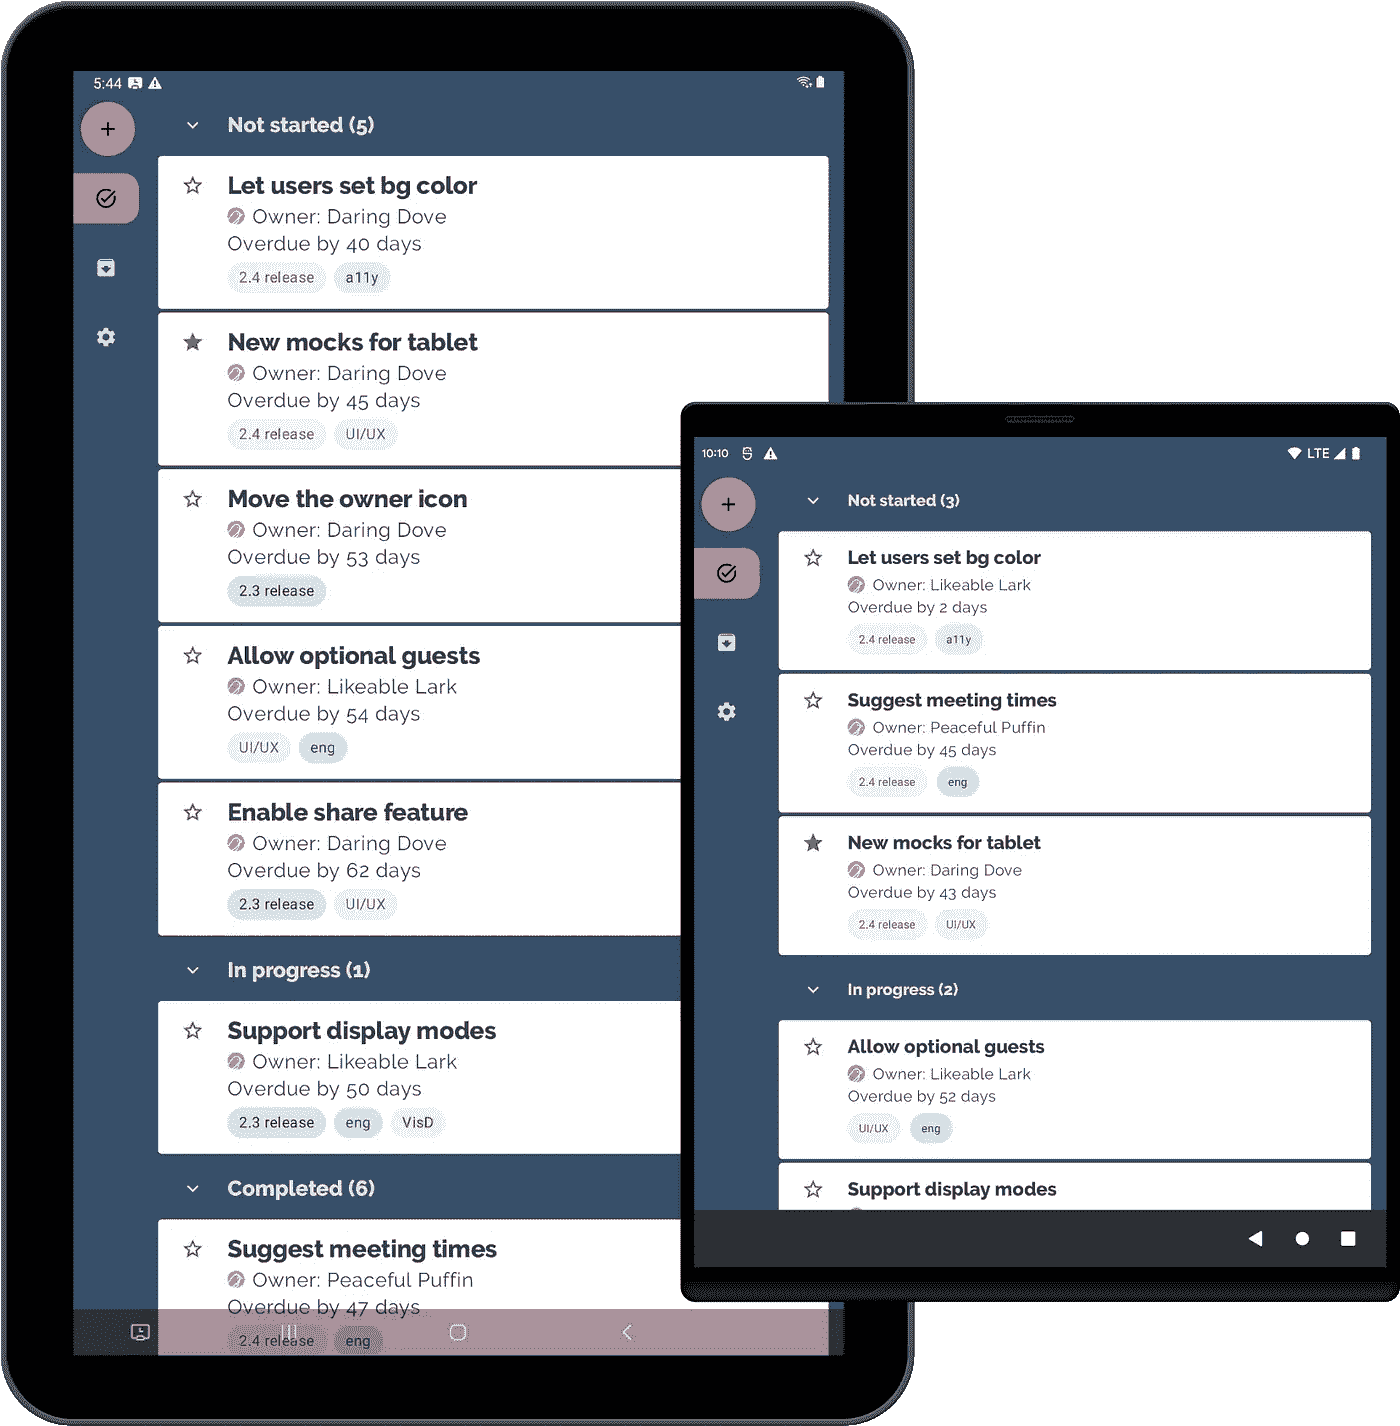 5:44
Not started (5)
Let users set bg color
Owner: Daring Dove
Overdue by 40 days
2.4 release a11y
New mocks for tablet
Owner: Daring Dove
Overdue by 45 days
2.4 release UI/UX
Move the owner icon
Owner: Daring Dove
Overdue by 53 days
2.3 release
Allow optional guests
Owner: Likeable Lark
Overdue by 54 days
UI/UX eng
Enable share feature
Owner: Daring Dove
Overdue by 62 days
2.3 release UI/UX
In progress (1)
Support display modes
Owner: Likeable Lark
Overdue by 50 days
2.3 release eng VisD
Completed (6)
Suggest meeting times
Owner: Peaceful Puffin
Overdue by 47 days
2.4 release eng
10:10 LTE
Not started (3)
Let users set bg color
Owner: Likeable Lark
Overdue by 2 days
2.4 release a11y
Suggest meeting times
Owner: Peaceful Puffin
Overdue by 45 days
2.4 release eng
New mocks for tablet
Owner: Daring Dove
Overdue by 43 days
2.4 release UI/UX
In progress (2)
Allow optional guests
Owner: Likeable Lark
Overdue by 52 days
UI/UX eng
Support display modes